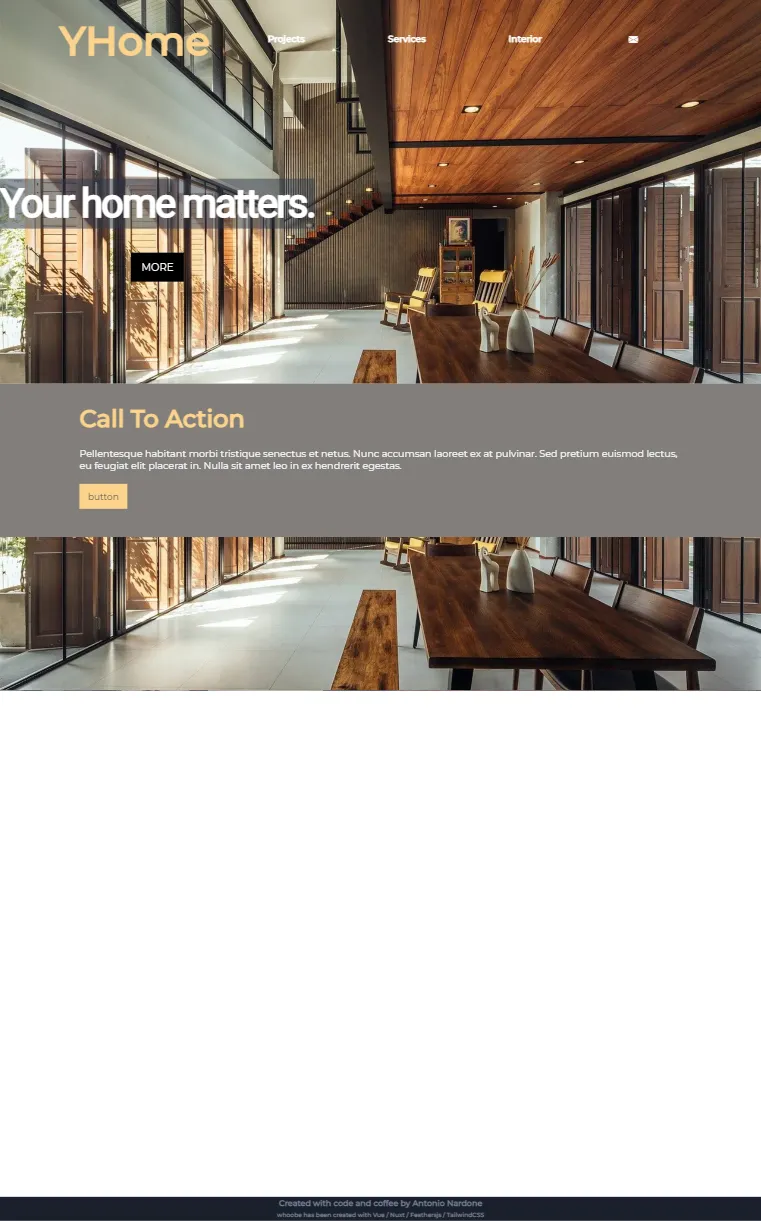 YHome
Projects
Services
Interior
Your home matters.
MORE
Call To Action
Pellentesque habitant morbi tristique senectus et netus. Nunc accumsan laoreet ex at pulvinar. Sed pretium euismod lectus,
eu feugiat elit placerat in. Nulla sit amet leo in ex hendrerit egestas.
button
Created with code and coffee by Antonio Nardone
whoobe has been created with Vue / Nuxt / Feathersjs / TailwindCSS